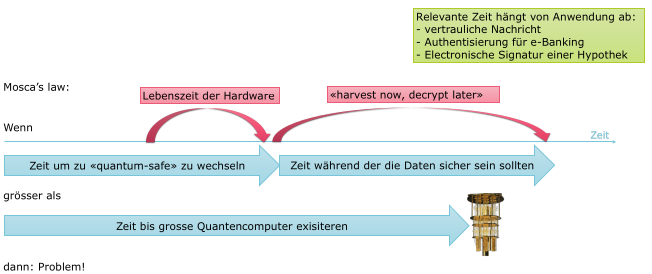 Relevante Zeit hängt von Anwendung ab:
- vertrauliche Nachricht
- Authentisierung für e-Banking
- Electronische Signatur einer Hypothek
Mosca's law:
Lebenszeit der Hardware
«harvest now, decrypt later»
Wenn
Zeit
Zeit um zu «quantum-safe» zu wechseln
Zeit während der die Daten sicher sein sollten
grösser als
Zeit bis grosse Quantencomputer exisiteren
dann: Problem!